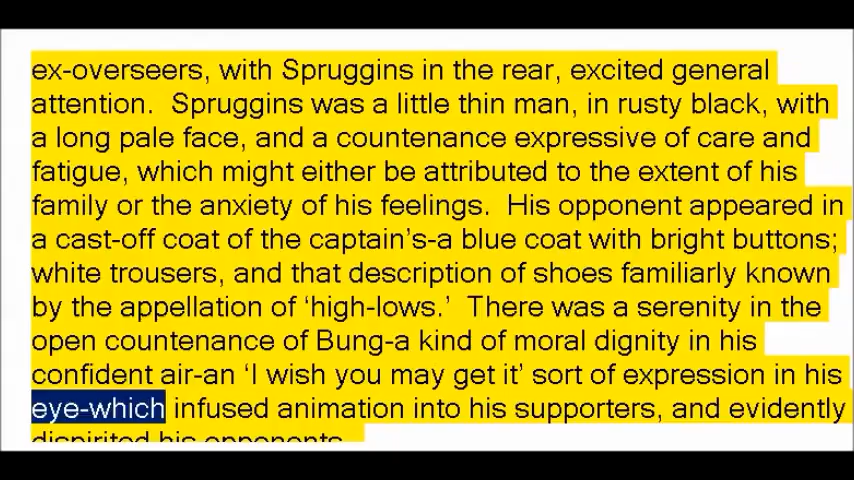 ex-overseers, with Spruggins in the rear, excited general
attention.  Spruggins was a little thin man, in rusty black, with
a long pale face, and a countenance expressive of care and
fatigue, which might either be attributed to the extent of his
family or the anxiety of his feelings.  His opponent appeared in
a cast-off coat of the captain’s-a blue coat with bright buttons;
white trousers, and that description of shoes familiarly known
by the appellation of ‘high-lows.’  There was a serenity in the
open countenance of Bung-a kind of moral dignity in his
confident air-an ‘I wish you may get it’ sort of expression in his
eye-which infused animation into his supporters, and evidently
dispirited his opponents.